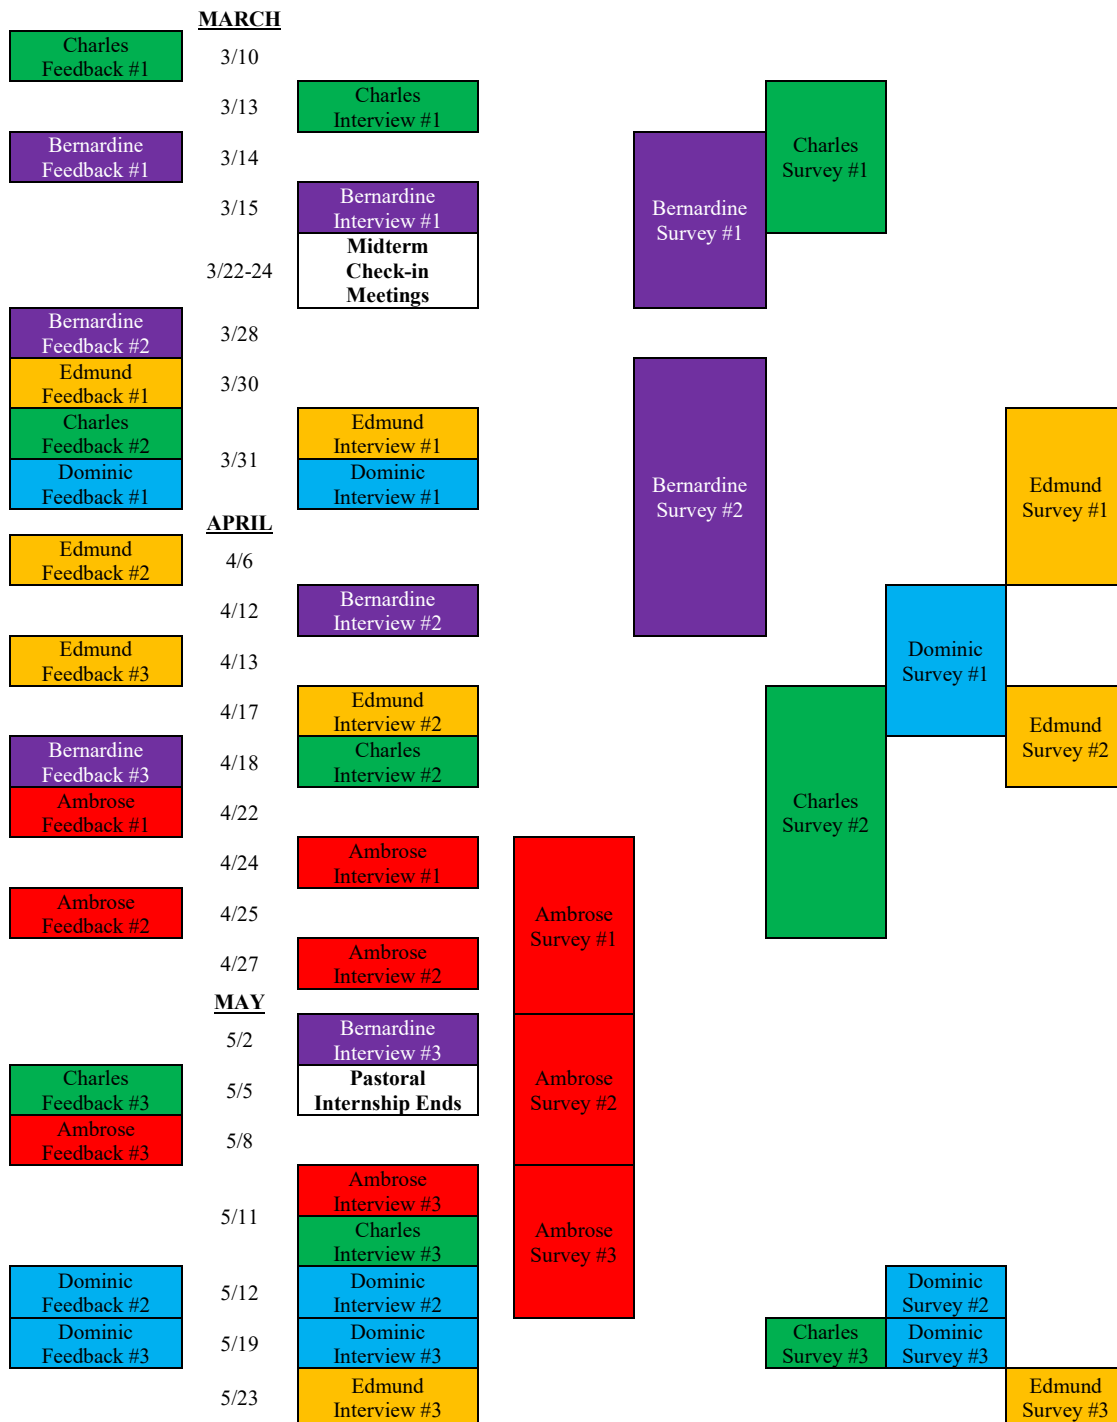 MARCH
Charles
Feedback #1
3/10
3/13
Charles
Interview #1
Charles
Survey #1
Bernardine
Feedback #1
3/14
Bernardine
Survey #1
3/15
Bernardine
Interview #1
3/22-24
Midterm
Check-in
Meetings
Bernardine
Feedback #2
3/28
Edmund
Feedback #1
3/30
Charles
Feedback #2
Dominic
Feedback #1
3/31
Edmund
Interview #1
Dominic
Interview #1
Bernardine
Survey #2
Edmund
Survey #1
APRIL
Edmund
Feedback #2
4/6
4/12
Bernardine
Interview #2
Dominic
Survey #1
Edmund
Feedback #3
4/13
4/17
Edmund
Interview #2
Edmund
Survey #2
Bernardine
Feedback #3
4/18
Charles
Interview #2
Charles
Survey #2
Ambrose
Feedback #1
4/22
4/24
Ambrose
Interview #1
Ambrose
Feedback #2
4/25
Ambrose
Survey #1
4/27
Ambrose
Interview #2
MAY
5/2
Bernardine
Interview #3
Charles
Feedback #3
5/5
Pastoral
Internship Ends
Ambrose
Survey #2
Ambrose
Feedback #3
5/8
5/11
Ambrose
Interview #3
Charles
Interview #3
Ambrose
Survey #3
Dominic
Feedback #2
5/12
Dominic
Interview #2
Dominic
Survey #2
Dominic
Feedback #3
5/19
Dominic
Interview #3
Charles
Survey #3
Dominic
Survey #3
5/23
Edmund
Interview #3
Edmund
Survey #3